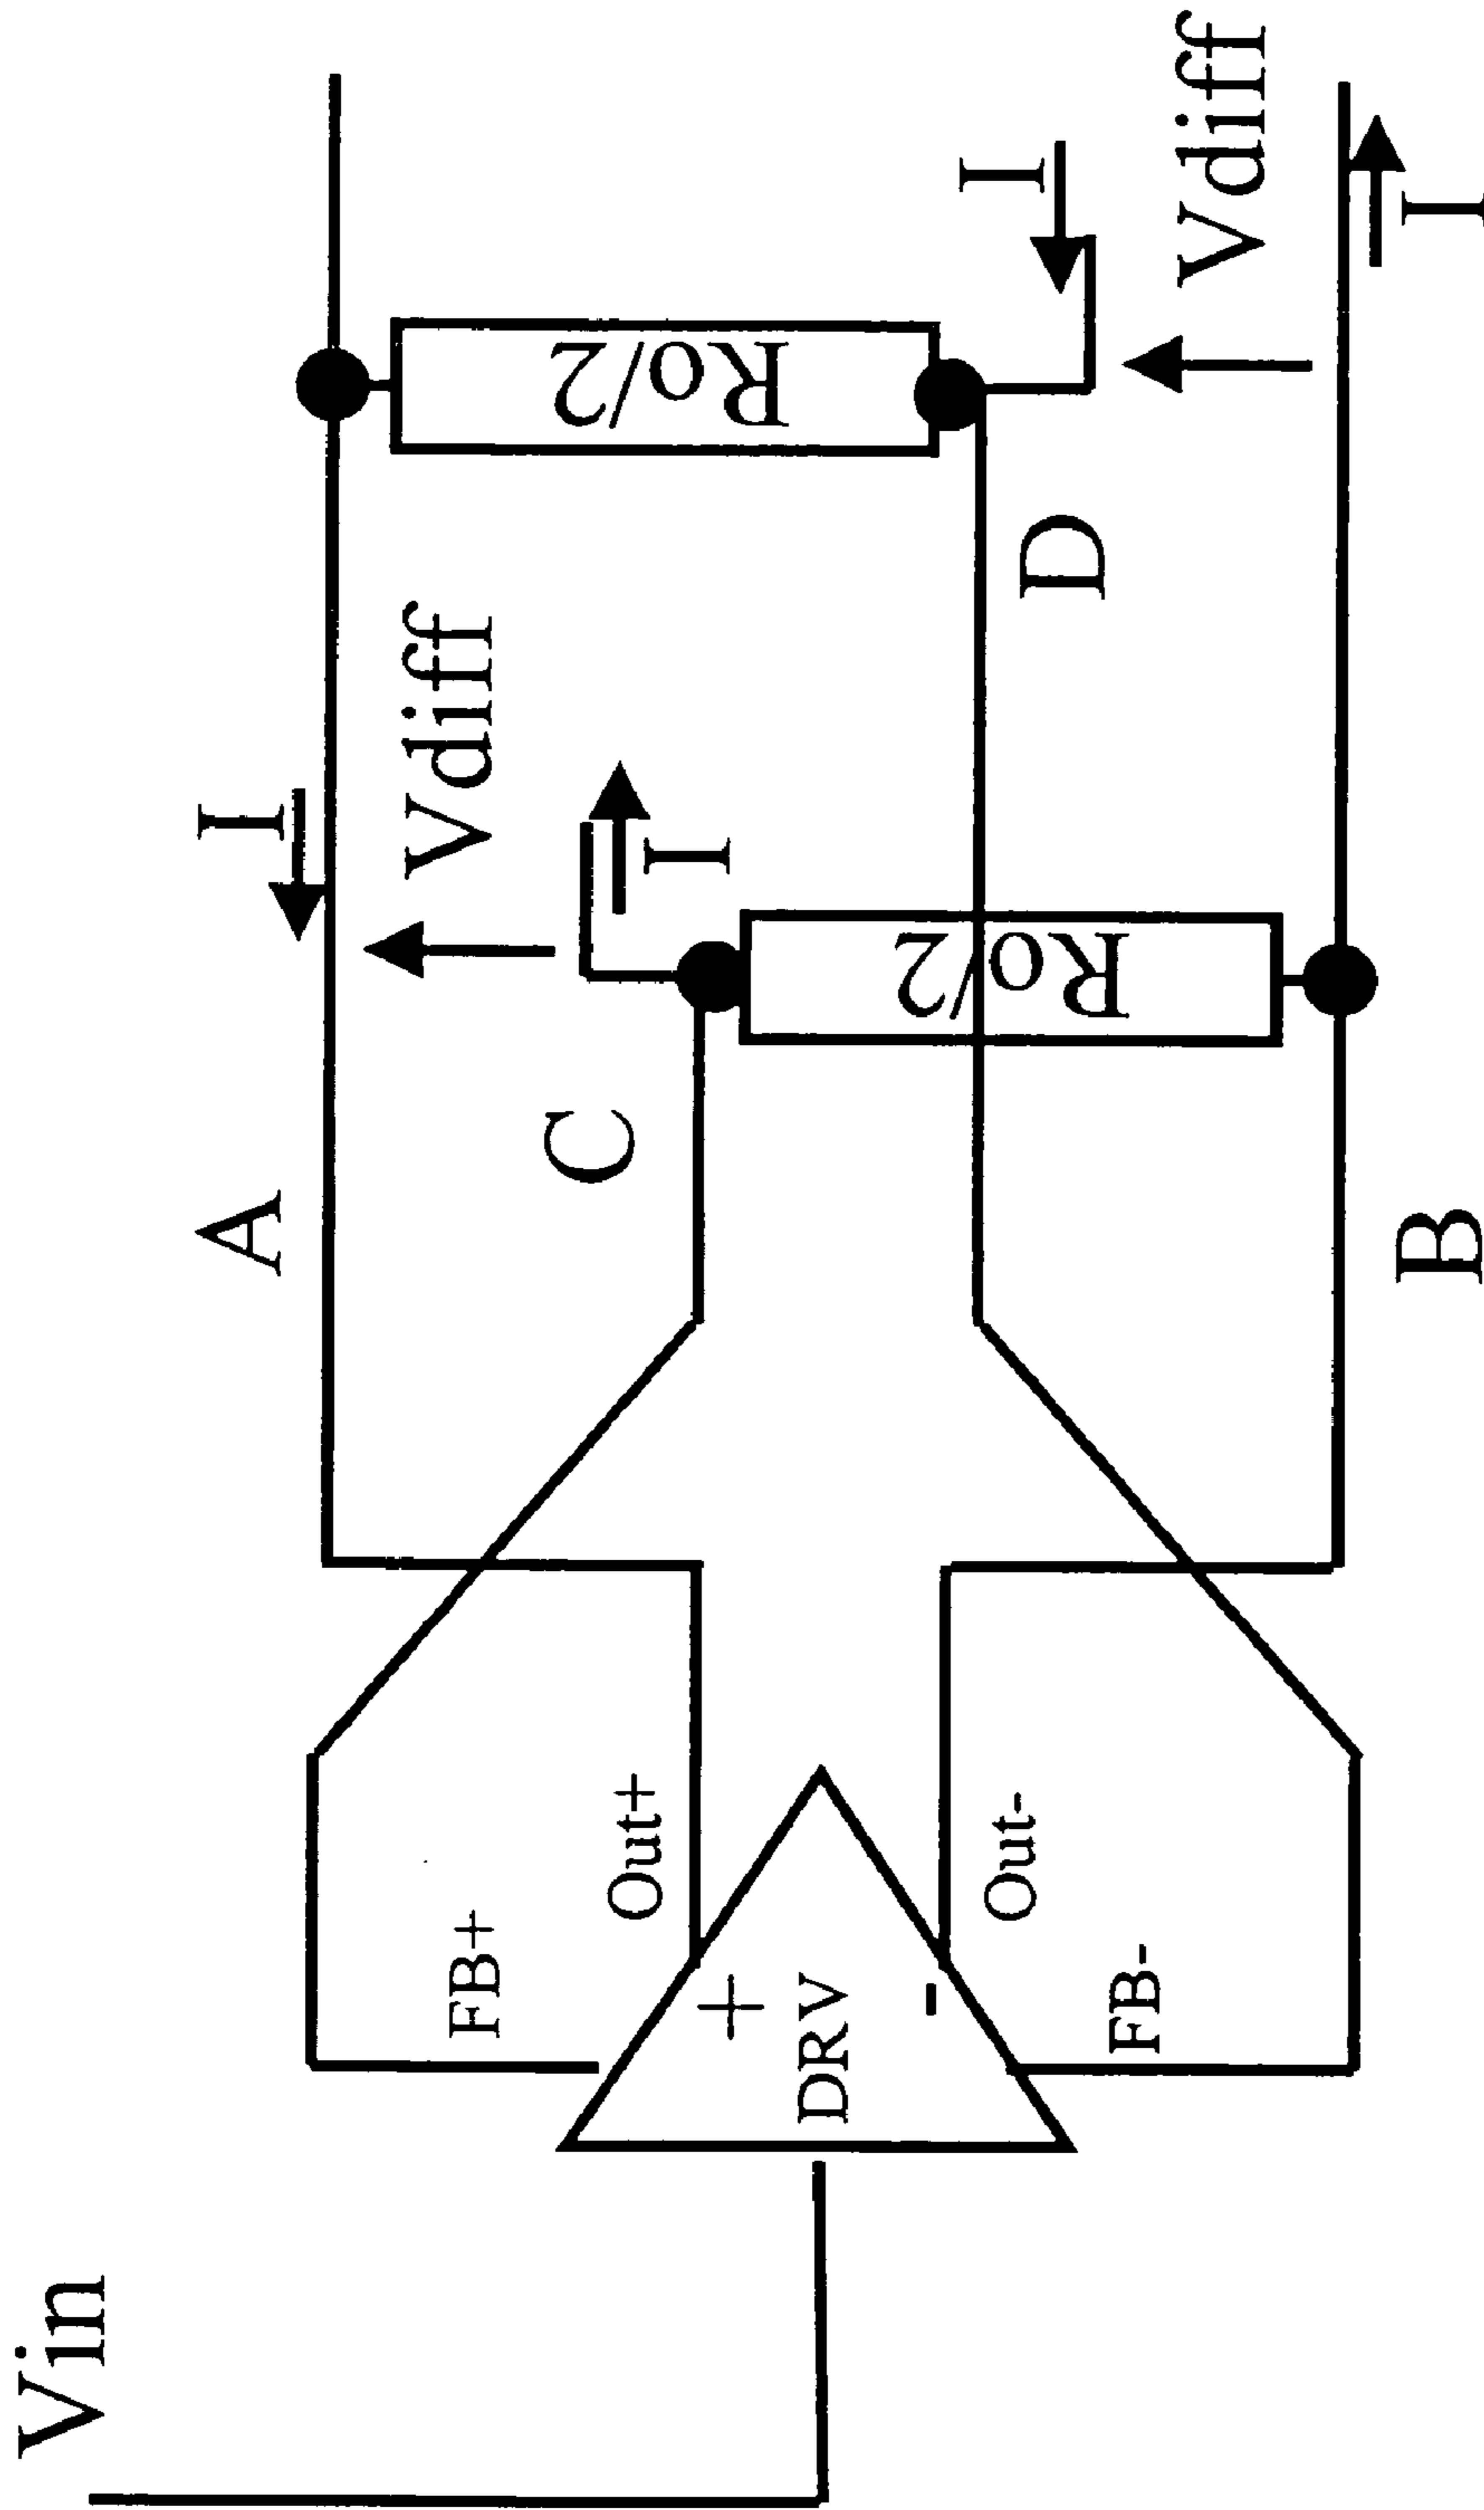 Vin
A
I
Vdiff
FB+
C
Out+
Ro/2
I
+
DRV
-
I
Ro/2
Out-
D
FB-
Vdiff
B
I